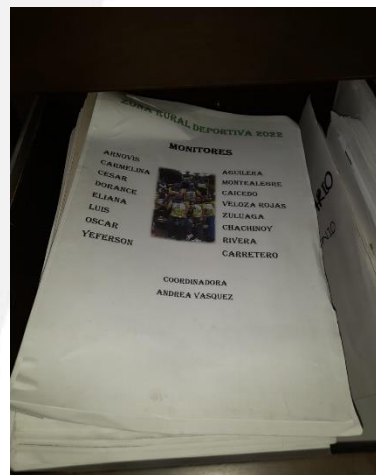 ZONA RURAL DEPORTIVA 2022
MONITORES
ARNOVIS
CARMELINA
CESAR
DORANCE
ELIANA
LUIS
OSCAR
YEFERSON
AGUILERA
MONTEALEGRE
CAICEDO
VELOZA ROJAS
ZULUAGA
CHACHINOY
RIVERA
CARRETERO
COORDINADORA
ANDREA VASQUEZ